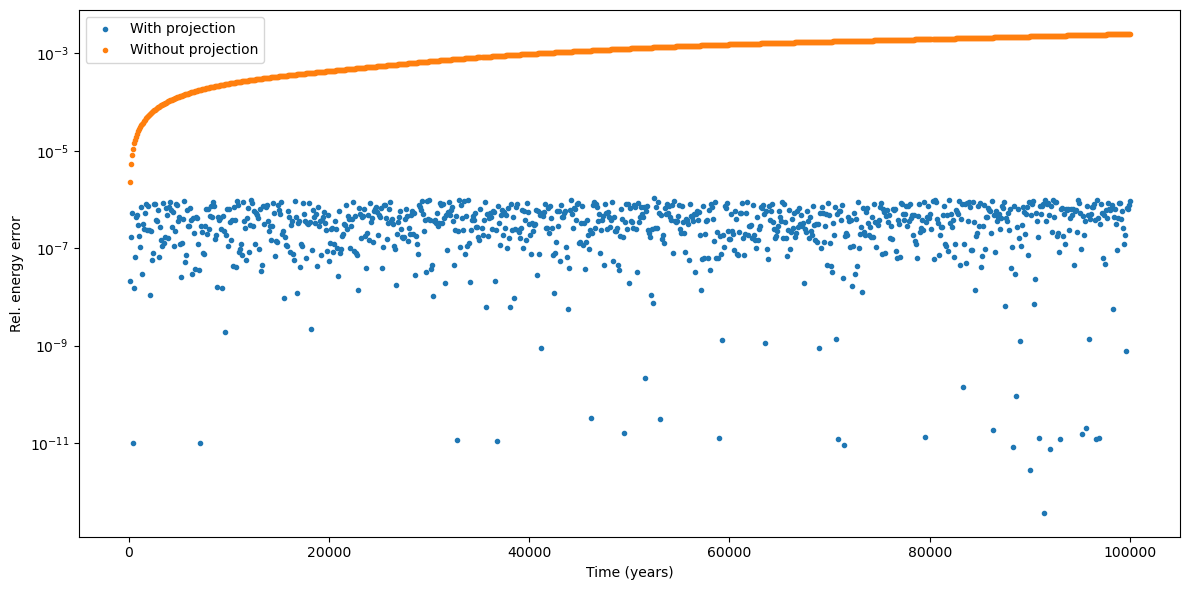 With projection
Without projection
10⁻³
10⁻⁵
10⁻⁷
10⁻⁹
10⁻¹¹
Rel. energy error
0 20000 40000 60000 80000 100000
Time (years)